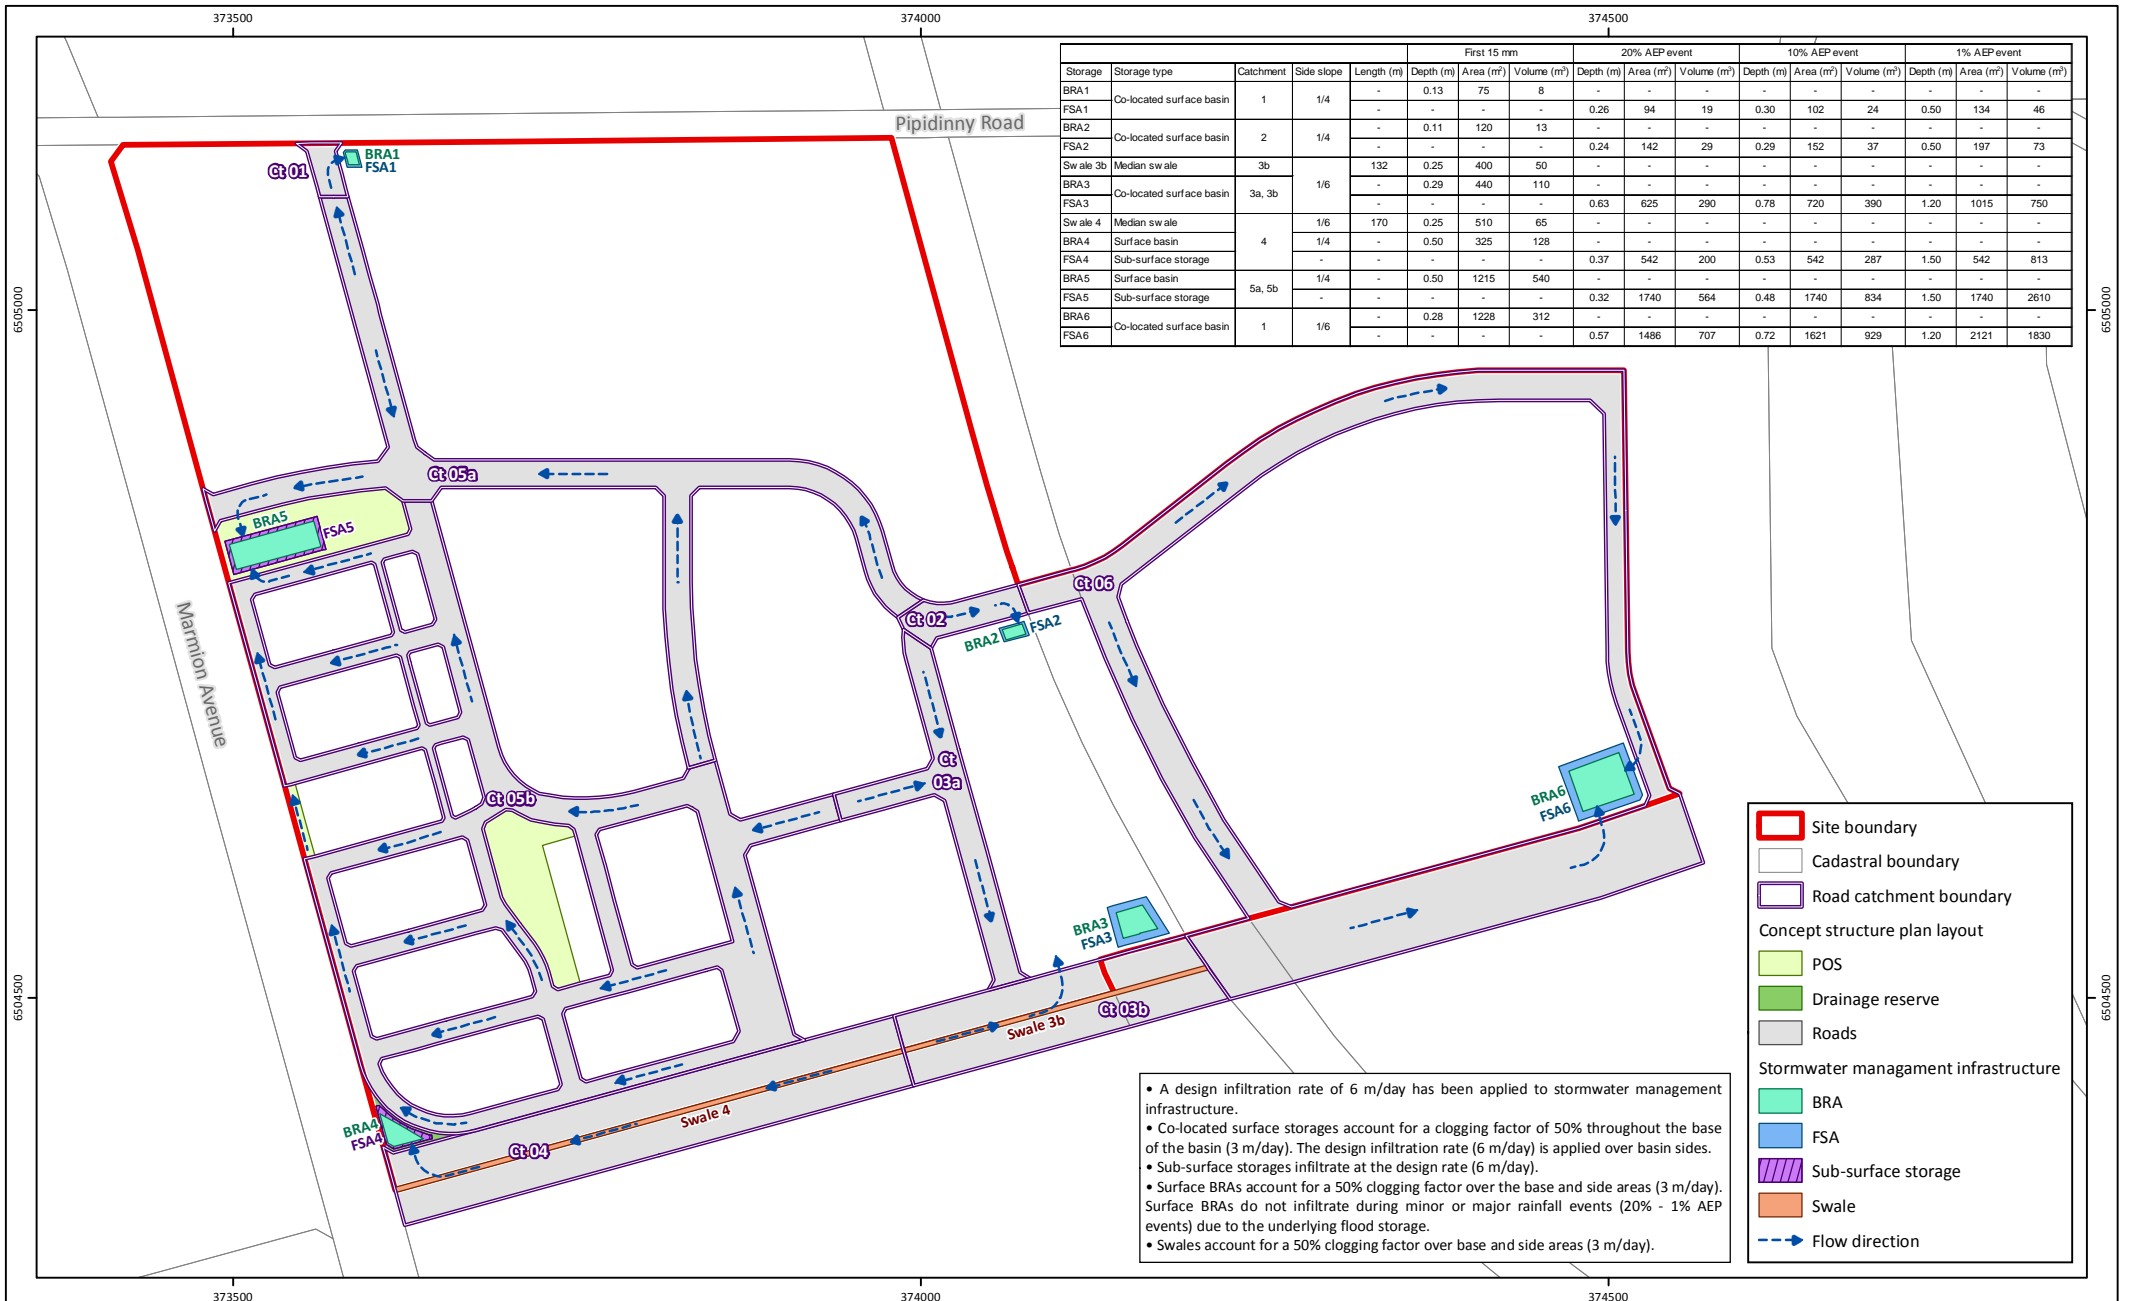 373500 374000 374500
First 15 mm 20% AEP event 10% AEP event 1% AEP event
Storage Storage type Catchment Side slope Length (m) Depth (m) Area (m²) Volume (m³) Depth (m) Area (m²) Volume (m³) Depth (m) Area (m²) Volume (m³) Depth (m) Area (m²) Volume (m³)
BRA1 Co-located surface basin 1 1/4 - 0.13 75 8 - - - - - - - - -
FSA1 - - - - 0.26 94 19 0.30 102 24 0.50 134 46
BRA2 Co-located surface basin 2 1/4 - 0.11 120 13 - - - - - - - - -
FSA2 - - - - 0.24 142 29 0.29 152 37 0.50 197 73
Swale 3b Median swale 3b 1/6 132 0.25 400 50 - - - - - - - - -
BRA3 Co-located surface basin 3a, 3b - 0.29 440 110 - - - - - - - - -
FSA3 - - - - 0.63 625 290 0.78 720 390 1.20 1015 750
Swale 4 Median swale 4 1/6 170 0.25 510 65 - - - - - - - - -
BRA4 Surface basin 1/4 - 0.50 325 128 - - - - - - - - -
FSA4 Sub-surface storage - - - - - 0.37 542 200 0.53 542 287 1.50 542 813
BRA5 Surface basin 5a, 5b 1/4 - 0.50 1215 540 - - - - - - - - -
FSA5 Sub-surface storage - - - - - 0.32 1740 564 0.48 1740 834 1.50 1740 2610
BRA6 Co-located surface basin 1 1/6 - 0.28 1228 312 - - - - - - - - -
FSA6 - - - - 0.57 1486 707 0.72 1621 929 1.20 2121 1830
Pipidinny Road
Ct 01
BRA1
FSA1
6505000
6505000
Ct 05a
BRA5
FSA5
Ct 06
Ct 02
BRA2
FSA2
Marmion Avenue
Ct
03a
Ct 05b
BRA6
FSA6
BRA3
FSA3
6504500
6504500
Ct 03b
Swale 3b
Swale 4
BRA4
FSA4
Ct 04
• A design infiltration rate of 6 m/day has been applied to stormwater management
infrastructure.
• Co-located surface storages account for a clogging factor of 50% throughout the base
of the basin (3 m/day). The design infiltration rate (6 m/day) is applied over basin sides.
• Sub-surface storages infiltrate at the design rate (6 m/day).
• Surface BRAs account for a 50% clogging factor over the base and side areas (3 m/day).
Surface BRAs do not infiltrate during minor or major rainfall events (20% - 1% AEP
events) due to the underlying flood storage.
• Swales account for a 50% clogging factor over base and side areas (3 m/day).
Site boundary
Cadastral boundary
Road catchment boundary
Concept structure plan layout
POS
Drainage reserve
Roads
Stormwater managament infrastructure
BRA
FSA
Sub-surface storage
Swale
Flow direction
373500 374000 374500